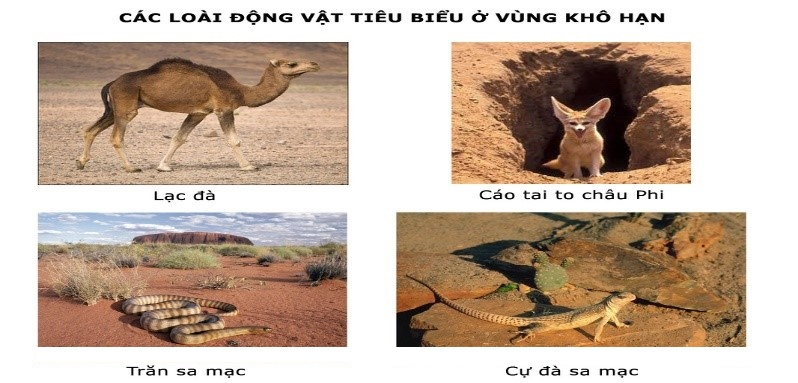 CÁC LOÀI ĐỘNG VẬT TIÊU BIỂU Ở VÙNG KHÔ HẠN
Lạc đà
Cáo tai to châu Phi
Trăn sa mạc
Cự đà sa mạc